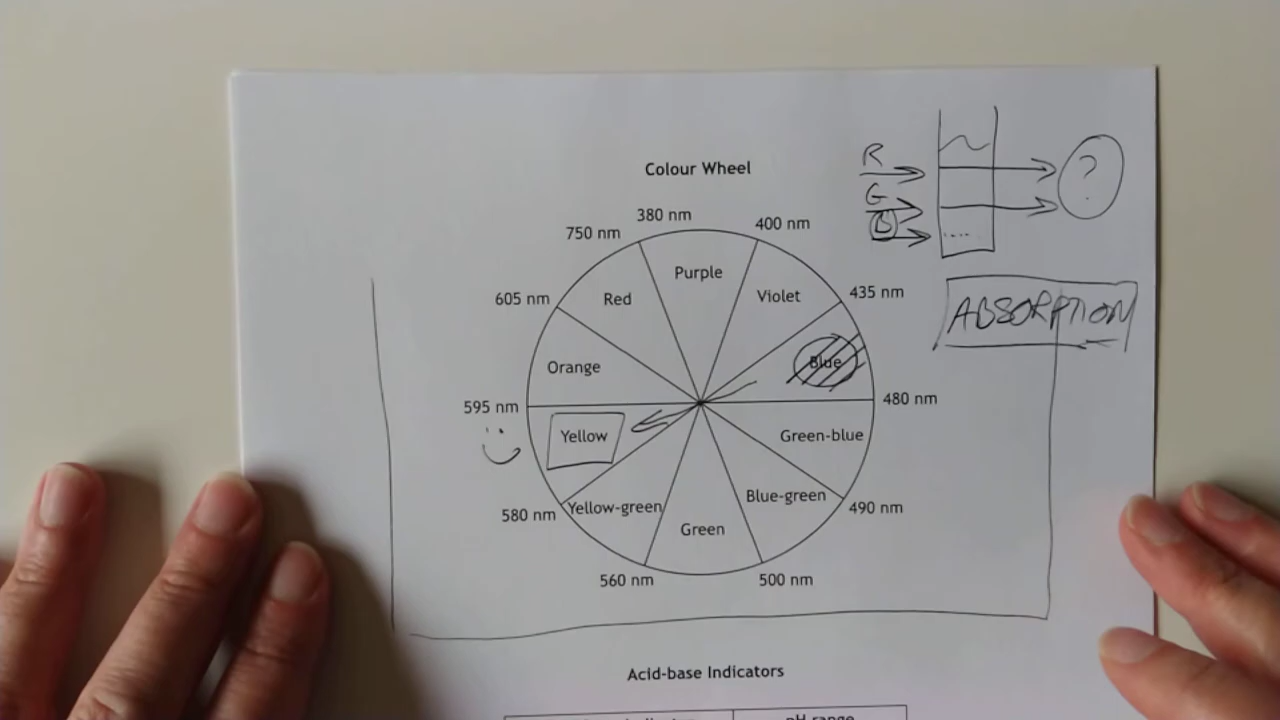 Colour Wheel
R
G
B
?
380 nm
750 nm
400 nm
Purple
Red
Violet
605 nm
435 nm
ABSORPTION
Orange
Blue
595 nm
480 nm
Yellow
Green-blue
Yellow-green
Blue-green
580 nm
490 nm
Green
560 nm
500 nm
Acid-base Indicators
pH range